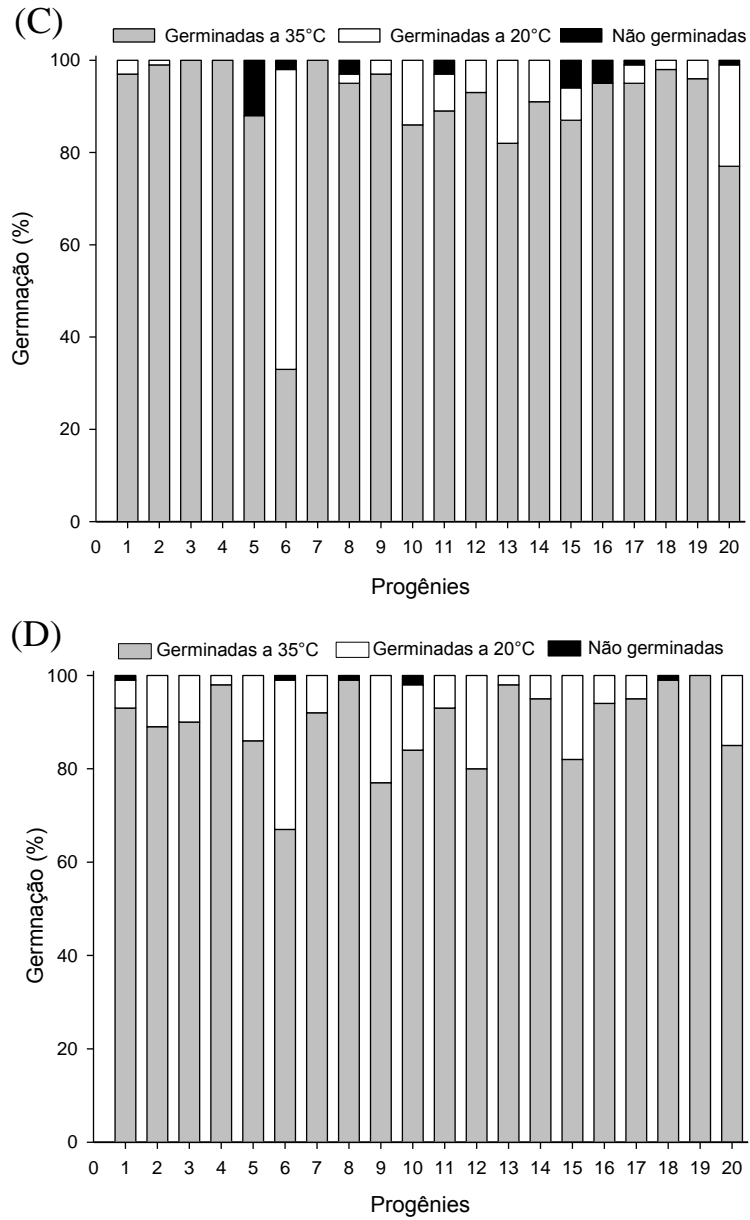 (C)
Germinadas a 35°C Germinadas a 20°C Não germinadas
100
80
60
40
20
0
Germnação (%)
0 1 2 3 4 5 6 7 8 9 10 11 12 13 14 15 16 17 18 19 20
Progênies
(D)
Germinadas a 35°C Germinadas a 20°C Não germinadas
100
80
60
40
20
0
Germnação (%)
0 1 2 3 4 5 6 7 8 9 10 11 12 13 14 15 16 17 18 19 20
Progênies